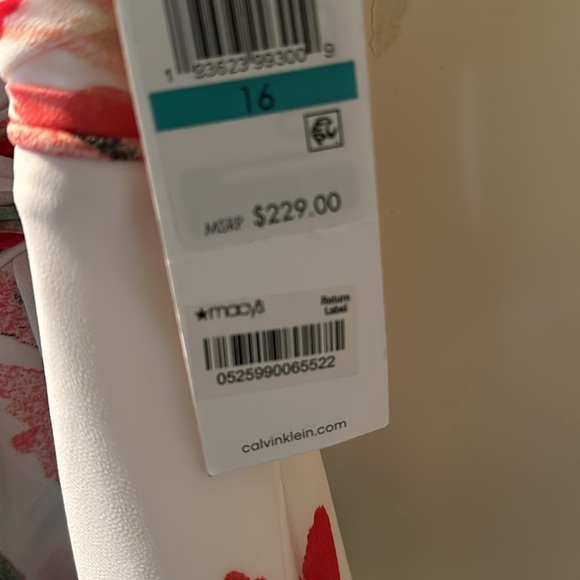 1 93623 99300 9
16
MSRP $229.00
★macy's
Return
Label
0525990065522
calvinklein.com